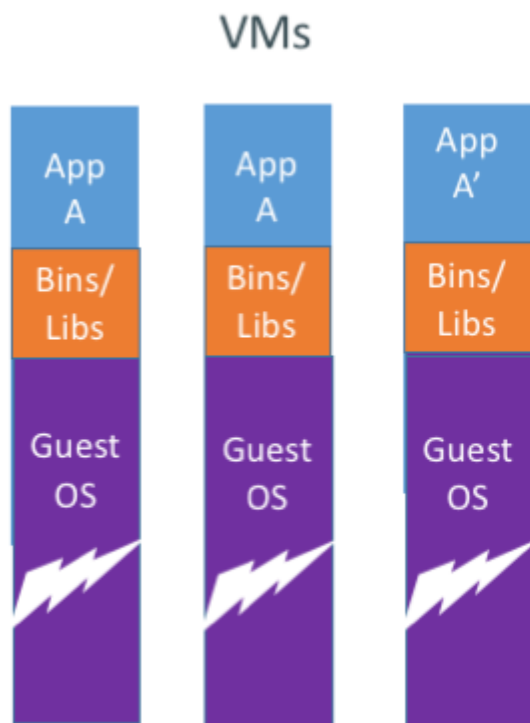 VMs
App
A
Bins/
Libs
Guest
OS
App
A
Bins/
Libs
Guest
OS
App
A’
Bins/
Libs
Guest
OS